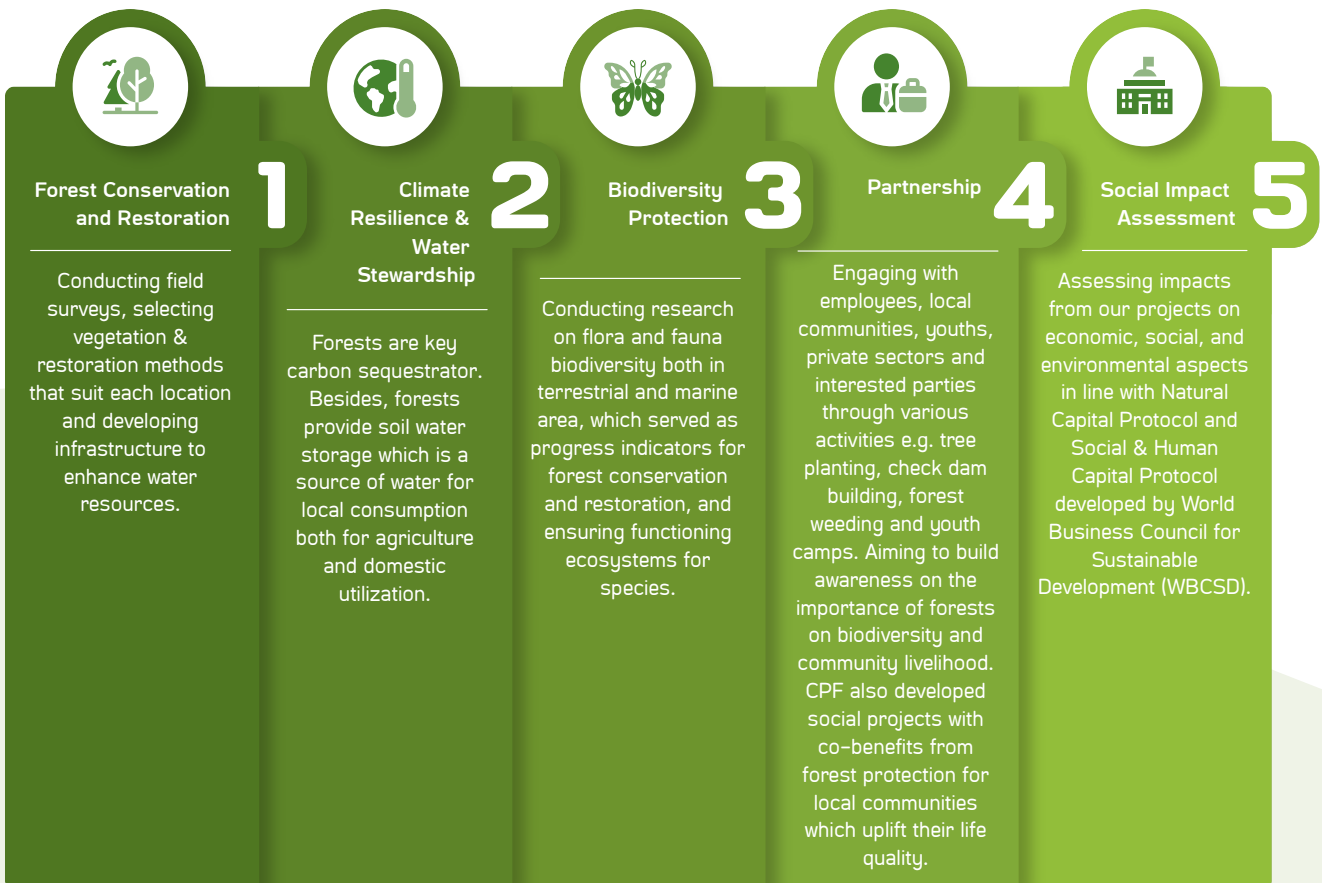 Forest Conservation
and Restoration
1
Conducting field
surveys, selecting
vegetation &
restoration methods
that suit each location
and developing
infrastructure to
enhance water
resources.
Climate
Resilience &
Water
Stewardship
2
Forests are key
carbon sequestrator.
Besides, forests
provide soil water
storage which is a
source of water for
local consumption
both for agriculture
and domestic
utilization.
Biodiversity
Protection
3
Conducting research
on flora and fauna
biodiversity both in
terrestrial and marine
area, which served as
progress indicators for
forest conservation
and restoration, and
ensuring functioning
ecosystems for
species.
Partnership
4
Engaging with
employees, local
communities, youths,
private sectors and
interested parties
through various
activities e.g. tree
planting, check dam
building, forest
weeding and youth
camps. Aiming to build
awareness on the
importance of forests
on biodiversity and
community livelihood.
CPF also developed
social projects with
co-benefits from
forest protection for
local communities
which uplift their life
quality.
Social Impact
Assessment
5
Assessing impacts
from our projects on
economic, social, and
environmental aspects
in line with Natural
Capital Protocol and
Social & Human
Capital Protocol
developed by World
Business Council for
Sustainable
Development (WBCSD).